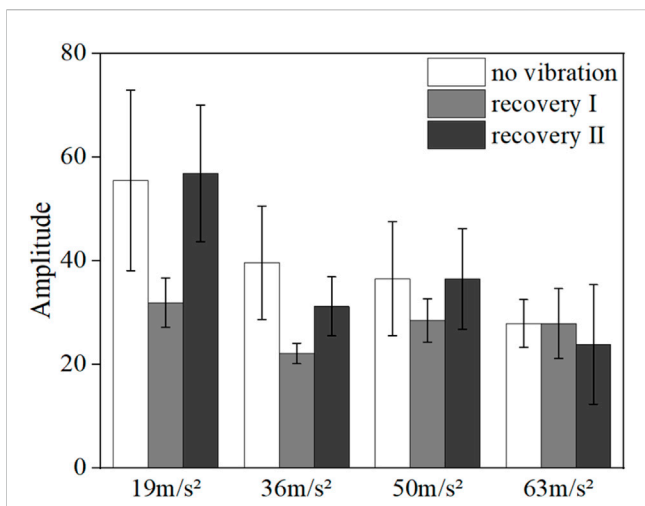 80
no vibration
recovery I
recovery II
60
40
20
0
Amplitude
19m/s²
36m/s²
50m/s²
63m/s²